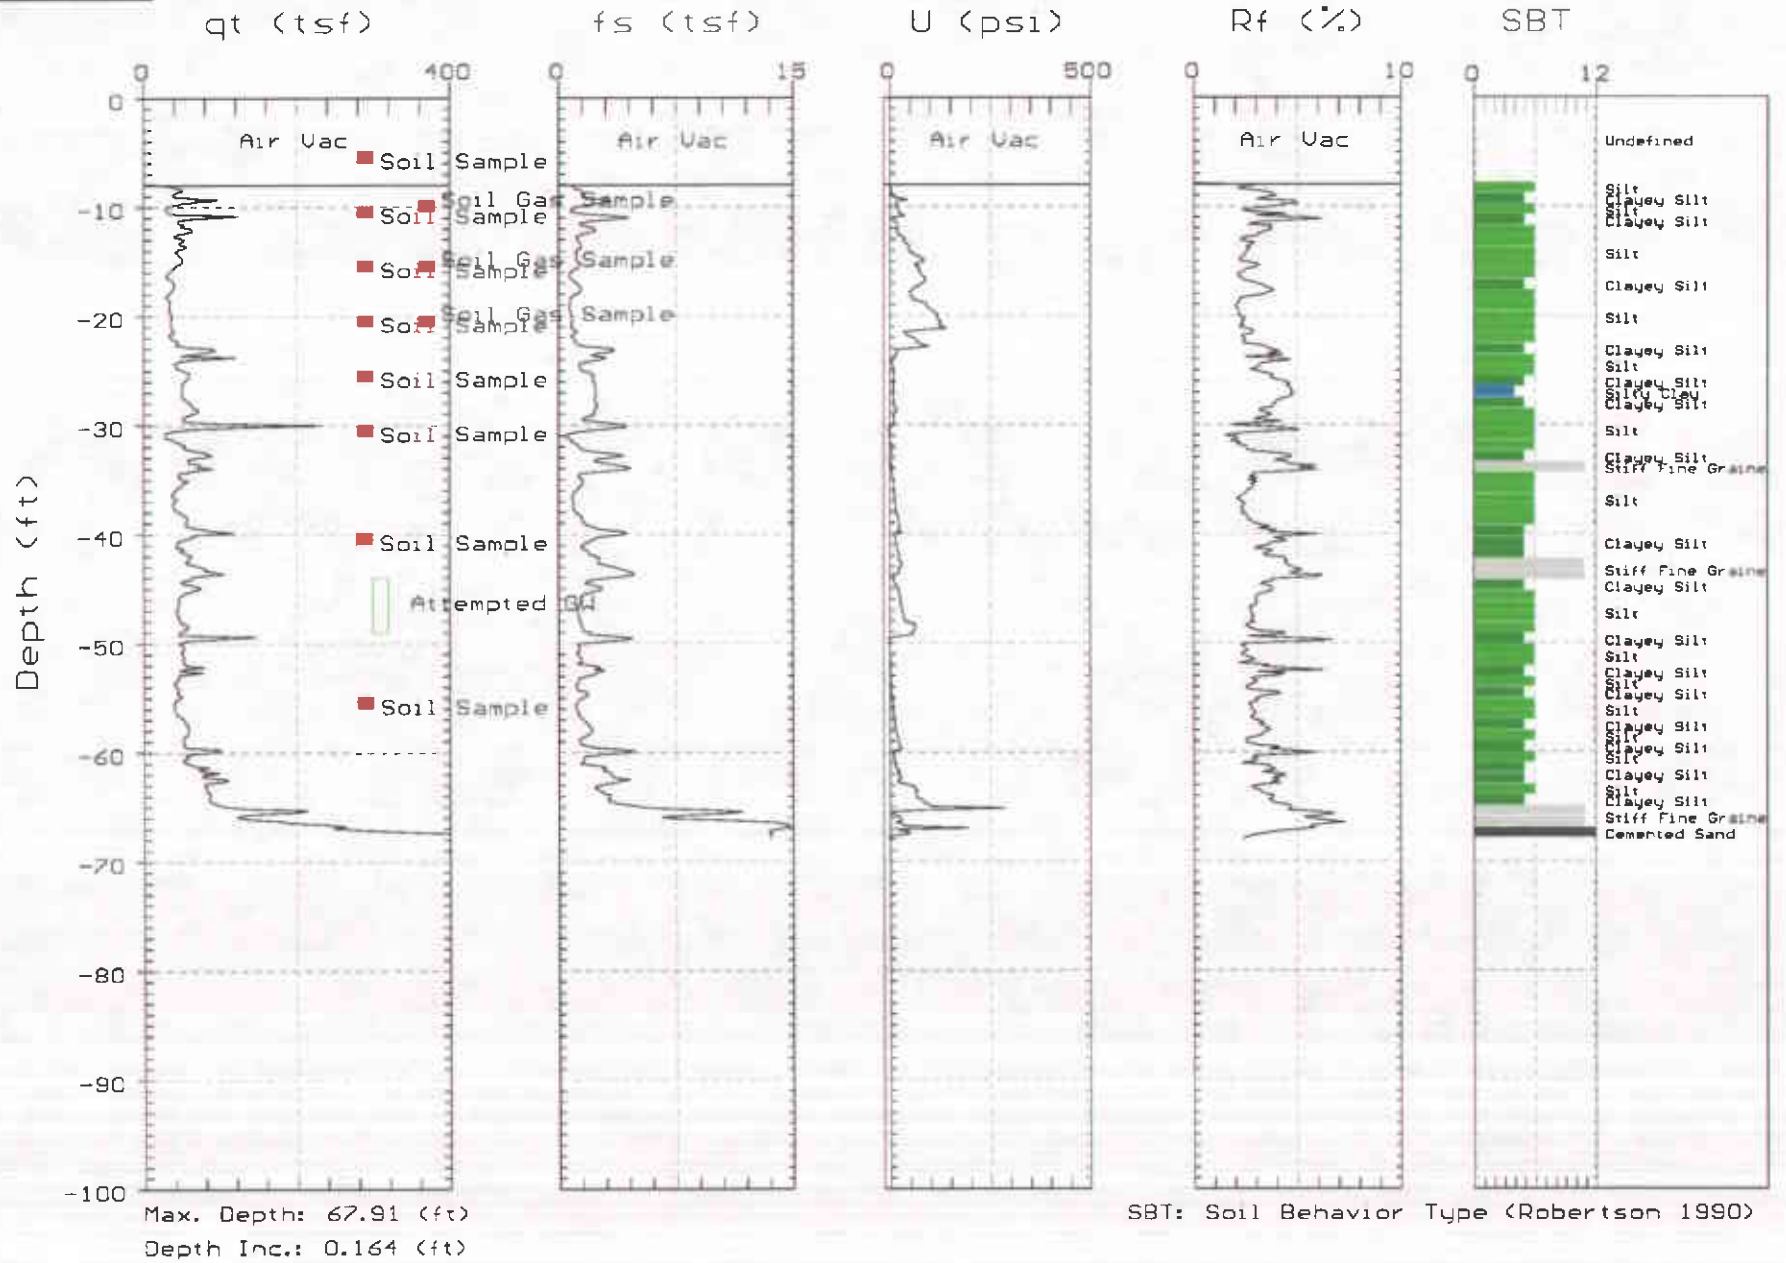 qt (tsf) fs (tsf) U (psi) Rf (%) SBT
0 400 0 15 0 500 0 10 0 12
0
Air Vac Air Vac Air Vac Air Vac Undefined
Soil Sample
Silt
Soil Gas Sample
Clayey Silt
-10
Soil Sample
Silt
Clayey Silt
Silt
Soil Gas Sample
Soil Sample
Clayey Silt
Soil Gas Sample
-20
Soil Sample
Silt
Clayey Silt
Silt
Soil Sample
Clayey Silt
Silty Clay
Clayey Silt
-30
Soil Sample
Silt
Clayey Silt
Stiff Fine Graine
Silt
Depth (ft)
-40
Soil Sample
Clayey Silt
Stiff Fine Graine
Clayey Silt
Attempted GW
Silt
Clayey Silt
-50
Silt
Clayey Silt
Silt
Clayey Silt
Soil Sample
Silt
Clayey Silt
Silt
Clayey Silt
-60
Silt
Clayey Silt
Silt
Clayey Silt
Stiff Fine Graine
Cemented Sand
-70
-80
-90
-100
Max. Depth: 67.91 (ft)
SBT: Soil Behavior Type (Robertson 1990)
Depth Inc.: 0.164 (ft)